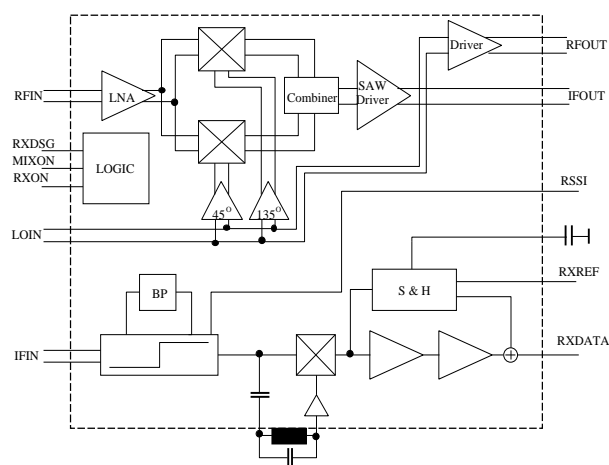 Driver
RFOUT
RFIN
LNA
Combiner
SAW
Driver
IFOUT
RXDSG
MIXON
RXON
LOGIC
RSSI
45° 135°
LOIN
BP
S & H
RXREF
IFIN
RXDATA